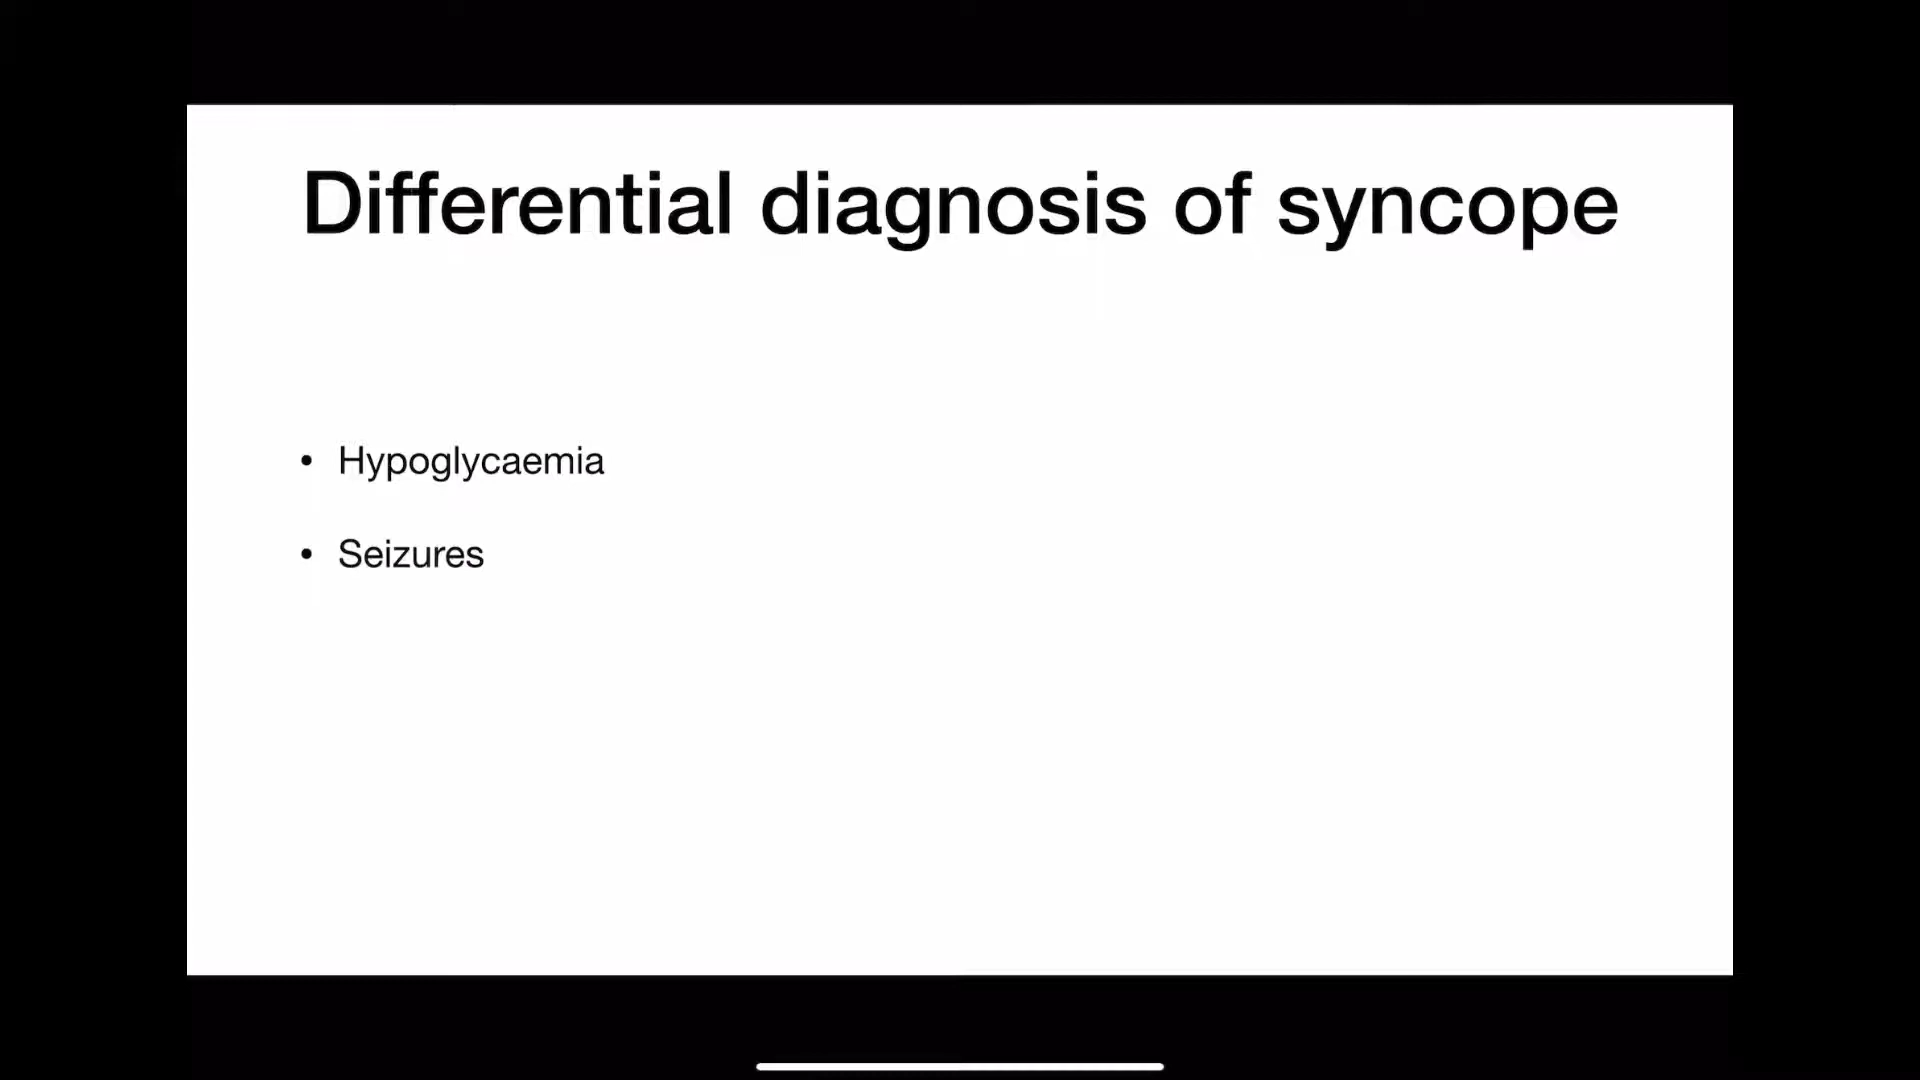 Differential diagnosis of syncope
• Hypoglycaemia
• Seizures